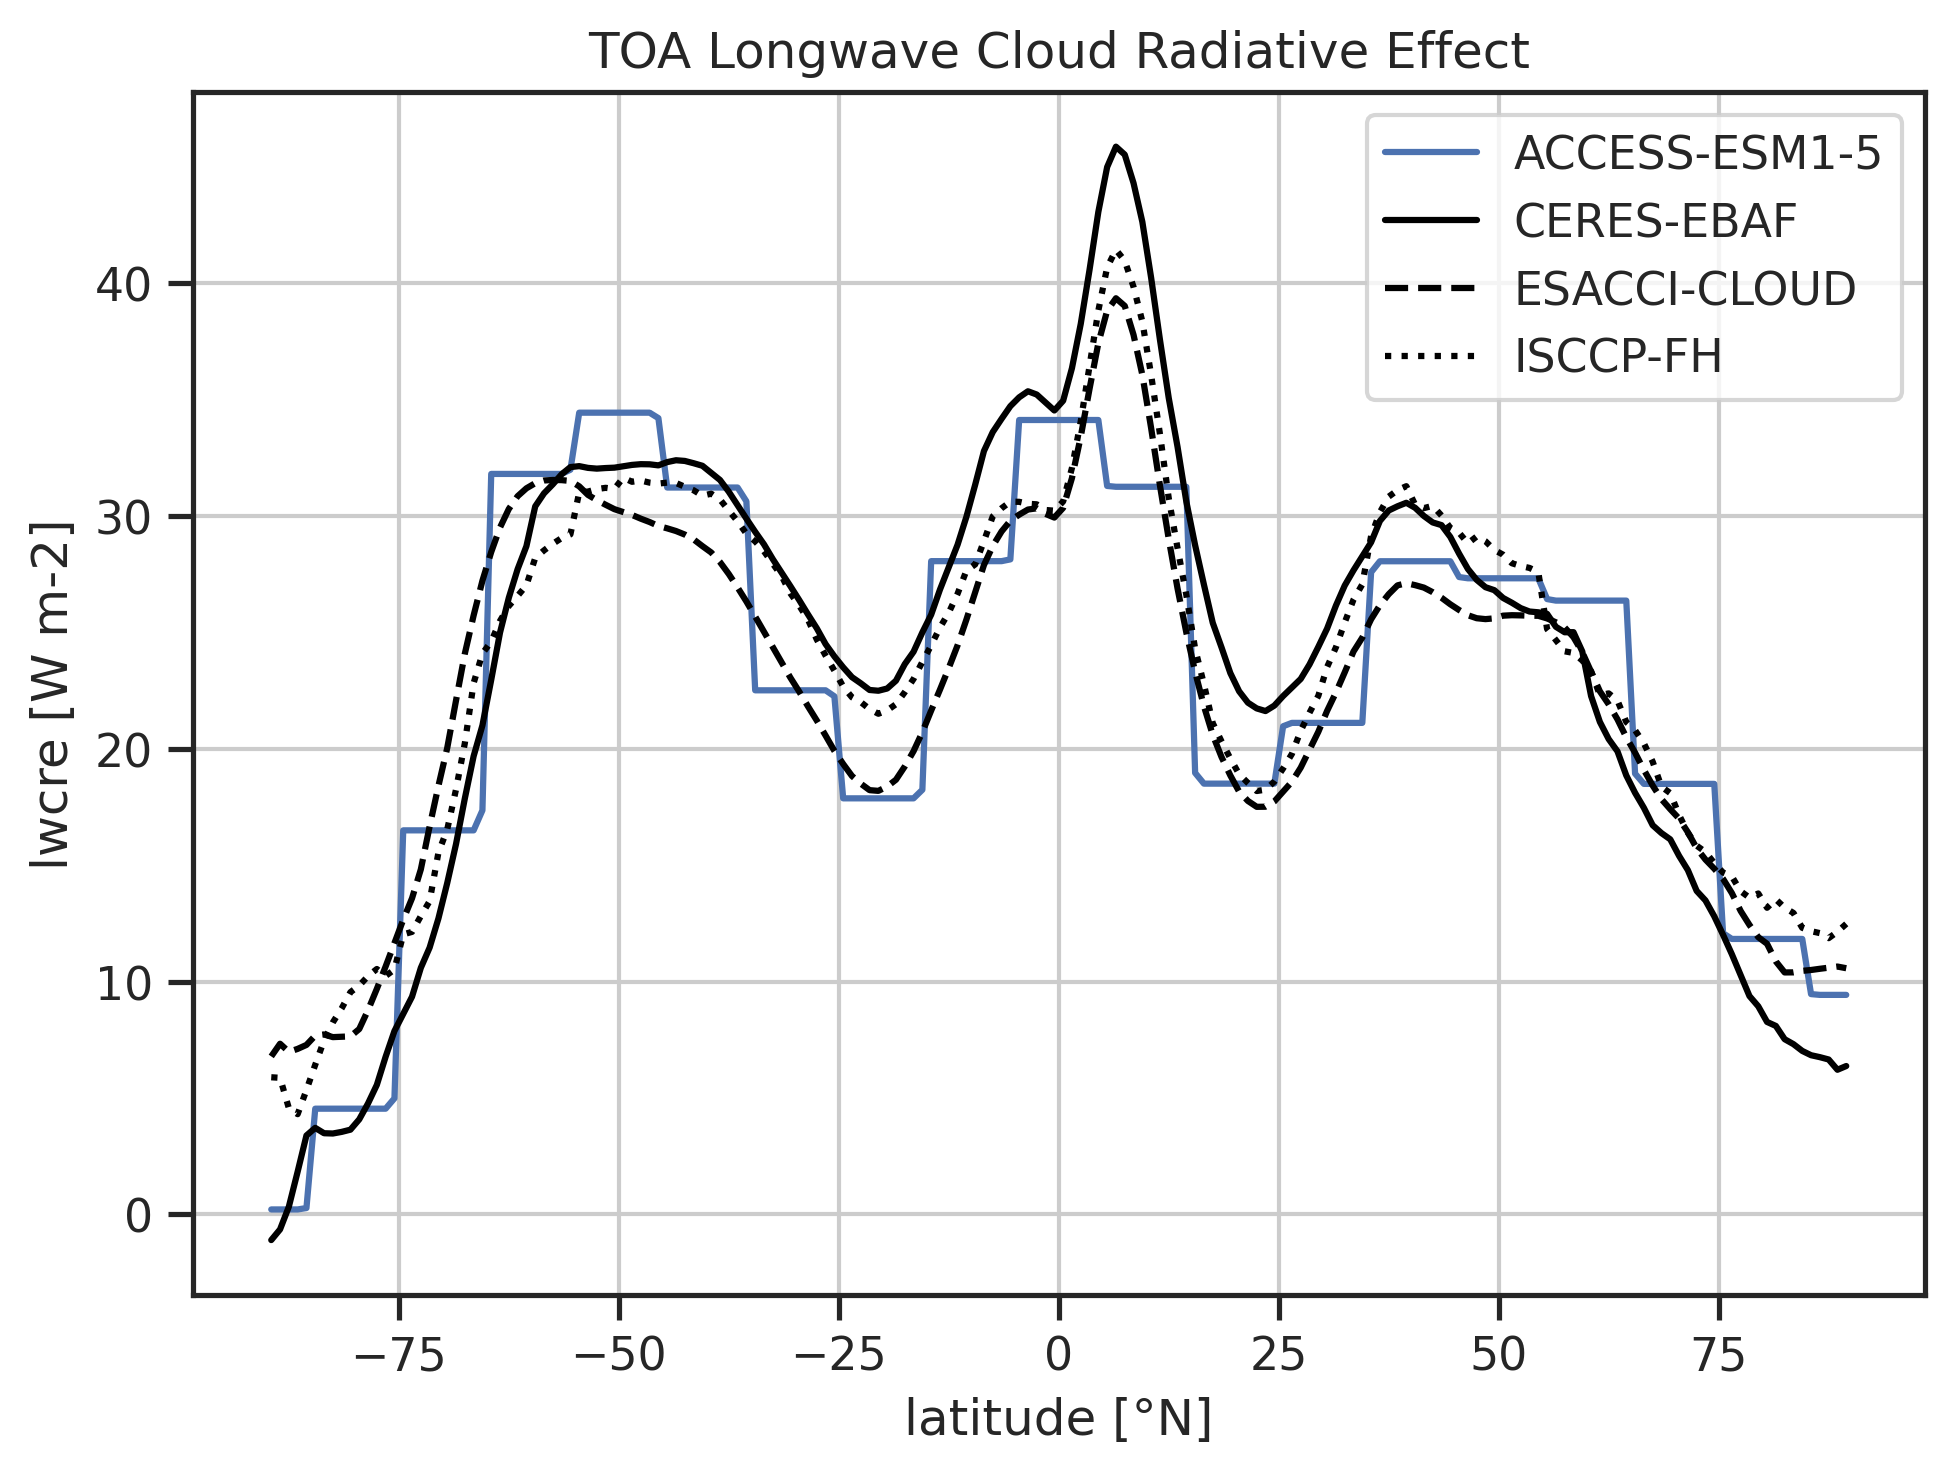 TOA Longwave Cloud Radiative Effect
ACCESS-ESM1-5
CERES-EBAF
ESACCI-CLOUD
ISCCP-FH
lwcre [W m-2]
40
30
20
10
0
−75 −50 −25 0 25 50 75
latitude [°N]